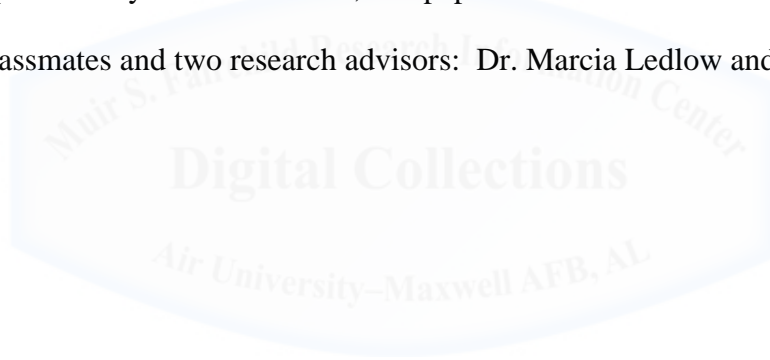 assmates and two research advisors: Dr. Marcia Ledlow and
Muir S. Fairchild Research Information Center
Digital Collections
Air University–Maxwell AFB, AL